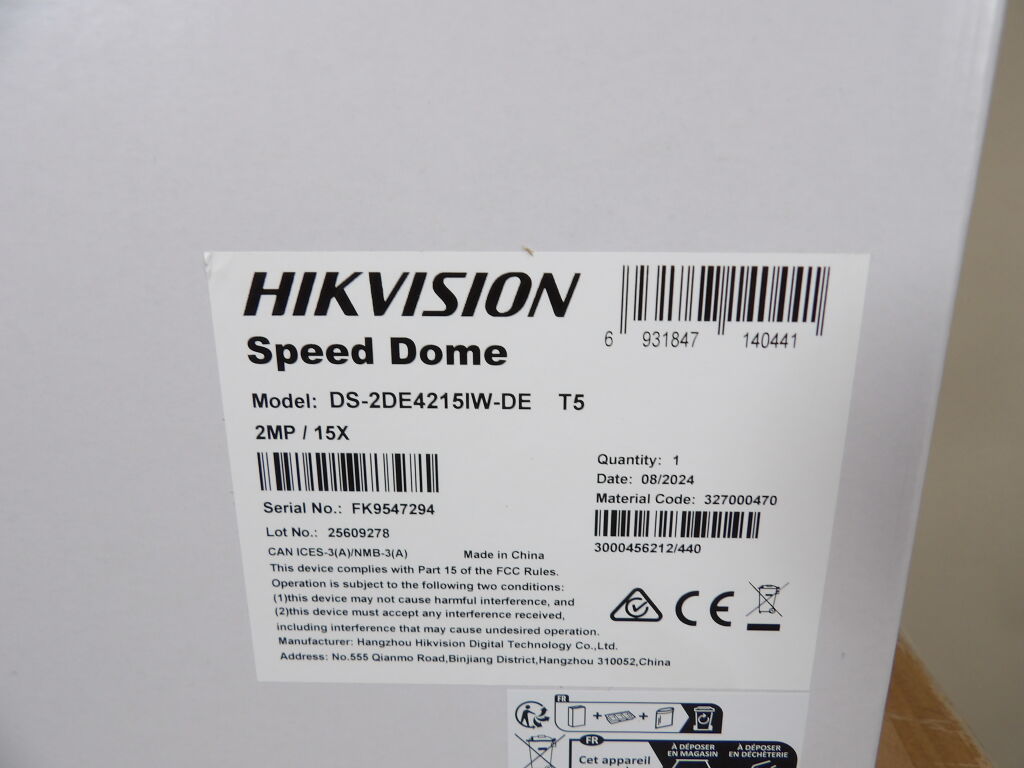 HIKVISION
Speed Dome
Model: DS-2DE4215IW-DE T5
2MP / 15X
Serial No.: FK9547294
Lot No.: 25609278
CAN ICES-3(A)/NMB-3(A) Made in China
This device complies with Part 15 of the FCC Rules.
Operation is subject to the following two conditions:
(1)this device may not cause harmful interference, and
(2)this device must accept any interference received,
including interference that may cause undesired operation.
Manufacturer: Hangzhou Hikvision Digital Technology Co.,Ltd.
Address: No.555 Qianmo Road,Binjiang District,Hangzhou 310052,China
6 931847 140441
Quantity: 1
Date: 08/2024
Material Code: 327000470
3000456212/440
CE
FR
+ +
FR
Cet appareil
À DÉPOSER EN MAGASIN
À DÉPOSER EN DÉCHÈTERIE